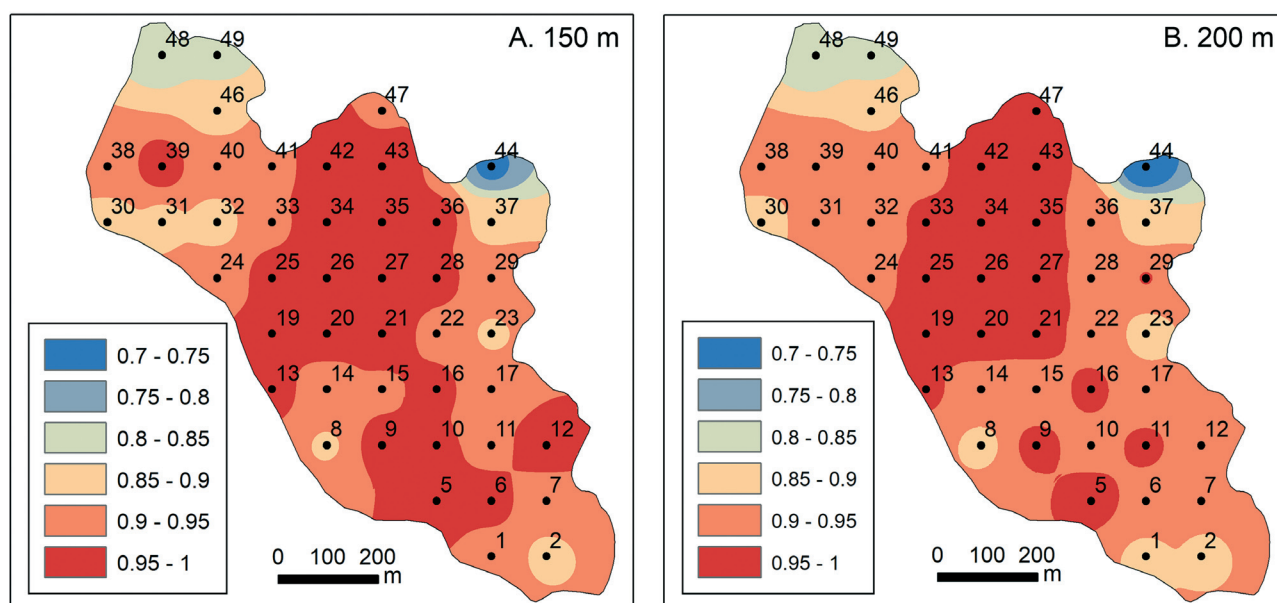 A. 150 m
48 49
46
47
38 39 40 41 42 43 44
30 31 32 33 34 35 36 37
24 25 26 27 28 29
19 20 21 22 23
13 14 15 16 17
8 9 10 11 12
5 6 7
1 2
0.7 - 0.75
0.75 - 0.8
0.8 - 0.85
0.85 - 0.9
0.9 - 0.95
0.95 - 1
0 100 200
m
B. 200 m
48 49
46
47
38 39 40 41 42 43 44
30 31 32 33 34 35 36 37
24 25 26 27 28 29
19 20 21 22 23
13 14 15 16 17
8 9 10 11 12
5 6 7
1 2
0.7 - 0.75
0.75 - 0.8
0.8 - 0.85
0.85 - 0.9
0.9 - 0.95
0.95 - 1
0 100 200
m